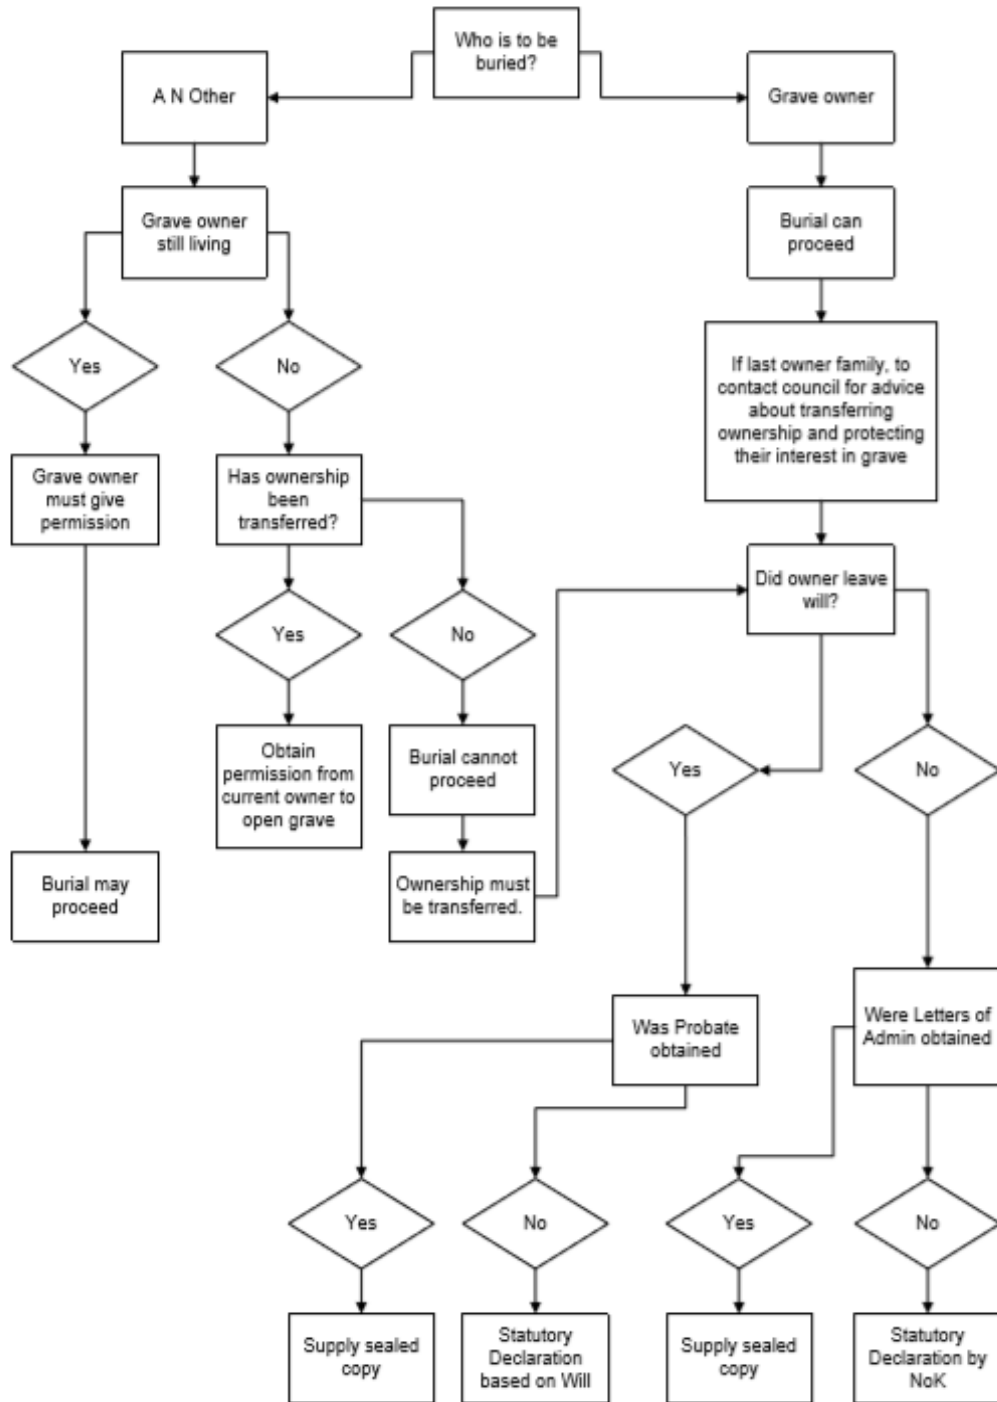 Who is to be
buried?
A N Other
Grave owner
Grave owner
still living
Burial can
proceed
Yes
No
If last owner family, to
contact council for advice
about transferring
ownership and protecting
their interest in grave
Grave owner
must give
permission
Has ownership
been
transferred?
Did owner leave
will?
Yes
No
Obtain
permission from
current owner to
open grave
Burial cannot
proceed
Yes
No
Burial may
proceed
Ownership must
be transferred.
Was Probate
obtained
Were Letters of
Admin obtained
Yes
No
Yes
No
Supply sealed
copy
Statutory
Declaration
based on Will
Supply sealed
copy
Statutory
Declaration by
NoK